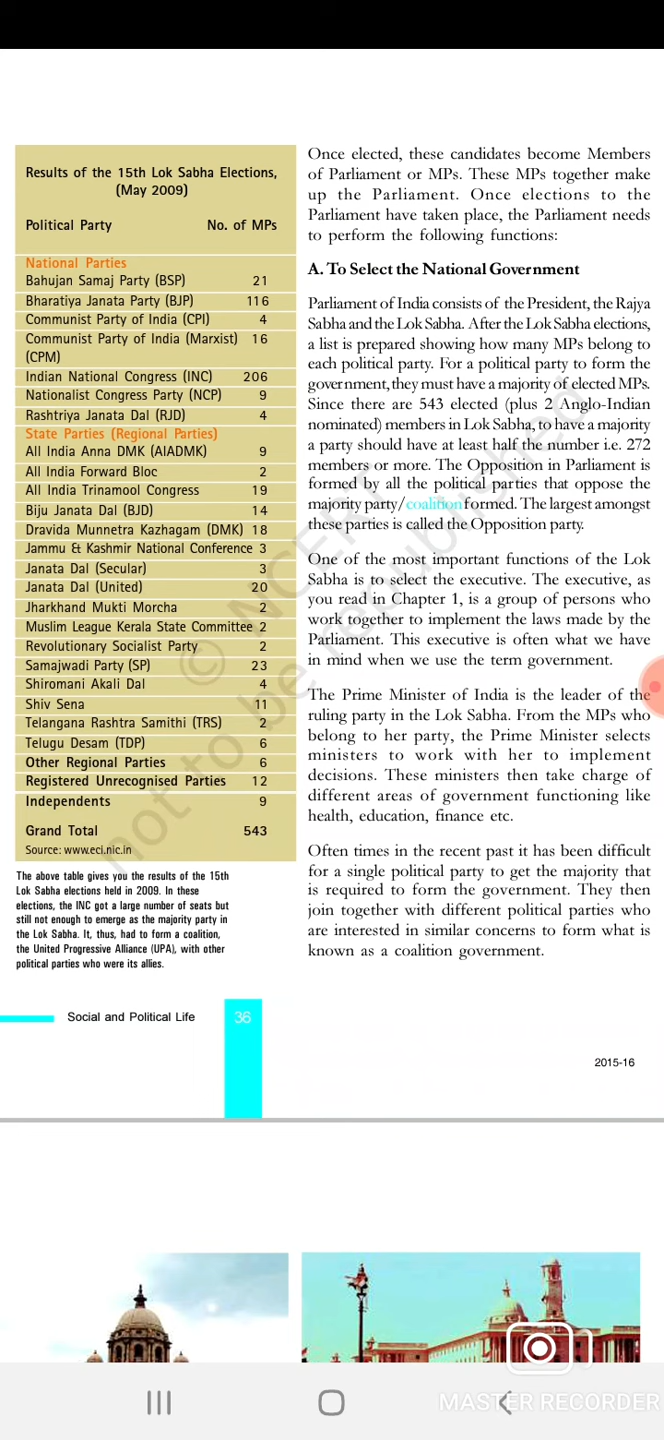 Results of the 15th Lok Sabha Elections,
(May 2009)
Political Party No. of MPs
National Parties
Bahujan Samaj Party (BSP) 21
Bharatiya Janata Party (BJP) 116
Communist Party of India (CPI) 4
Communist Party of India (Marxist) 16
(CPM)
Indian National Congress (INC) 206
Nationalist Congress Party (NCP) 9
Rashtriya Janata Dal (RJD) 4
State Parties (Regional Parties)
All India Anna DMK (AIADMK) 9
All India Forward Bloc 2
All India Trinamool Congress 19
Biju Janata Dal (BJD) 14
Dravida Munnetra Kazhagam (DMK) 18
Jammu & Kashmir National Conference 3
Janata Dal (Secular) 3
Janata Dal (United) 20
Jharkhand Mukti Morcha 2
Muslim League Kerala State Committee 2
Revolutionary Socialist Party 2
Samajwadi Party (SP) 23
Shiromani Akali Dal 4
Shiv Sena 11
Telangana Rashtra Samithi (TRS) 2
Telugu Desam (TDP) 6
Other Regional Parties 6
Registered Unrecognised Parties 12
Independents 9
Grand Total 543
Source: www.eci.nic.in
The above table gives you the results of the 15th
Lok Sabha elections held in 2009. In these
elections, the INC got a large number of seats but
still not enough to emerge as the majority party in
the Lok Sabha. It, thus, had to form a coalition,
the United Progressive Alliance (UPA), with other
political parties who were its allies.
Once elected, these candidates become Members
of Parliament or MPs. These MPs together make
up the Parliament. Once elections to the
Parliament have taken place, the Parliament needs
to perform the following functions:
A. To Select the National Government
Parliament of India consists of the President, the Rajya
Sabha and the Lok Sabha. After the Lok Sabha elections,
a list is prepared showing how many MPs belong to
each political party. For a political party to form the
government, they must have a majority of elected MPs.
Since there are 543 elected (plus 2 Anglo-Indian
nominated) members in Lok Sabha, to have a majority
a party should have at least half the number i.e. 272
members or more. The Opposition in Parliament is
formed by all the political parties that oppose the
majority party/coalition formed. The largest amongst
these parties is called the Opposition party.
One of the most important functions of the Lok
Sabha is to select the executive. The executive, as
you read in Chapter 1, is a group of persons who
work together to implement the laws made by the
Parliament. This executive is often what we have
in mind when we use the term government.
The Prime Minister of India is the leader of the
ruling party in the Lok Sabha. From the MPs who
belong to her party, the Prime Minister selects
ministers to work with her to implement
decisions. These ministers then take charge of
different areas of government functioning like
health, education, finance etc.
Often times in the recent past it has been difficult
for a single political party to get the majority that
is required to form the government. They then
join together with different political parties who
are interested in similar concerns to form what is
known as a coalition government.
© NCERT
not to be republished
Social and Political Life 36
2015-16
MASTER RECORDER